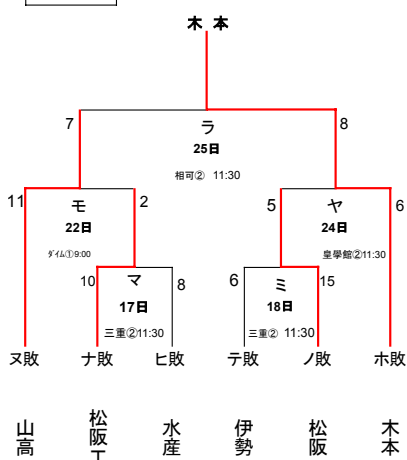 木本
7
8
ラ
25日
相可② 11:30
11
モ
2
5
ヤ
6
22日
24日
ダイム①9:00
皇學館②11:30
10
マ
8
6
ミ
15
17日
18日
三重②11:30
三重② 11:30
ヌ敗
ナ敗
ヒ敗
テ敗
ノ敗
ホ敗
山高
松阪工
水産
伊勢
松阪
木本